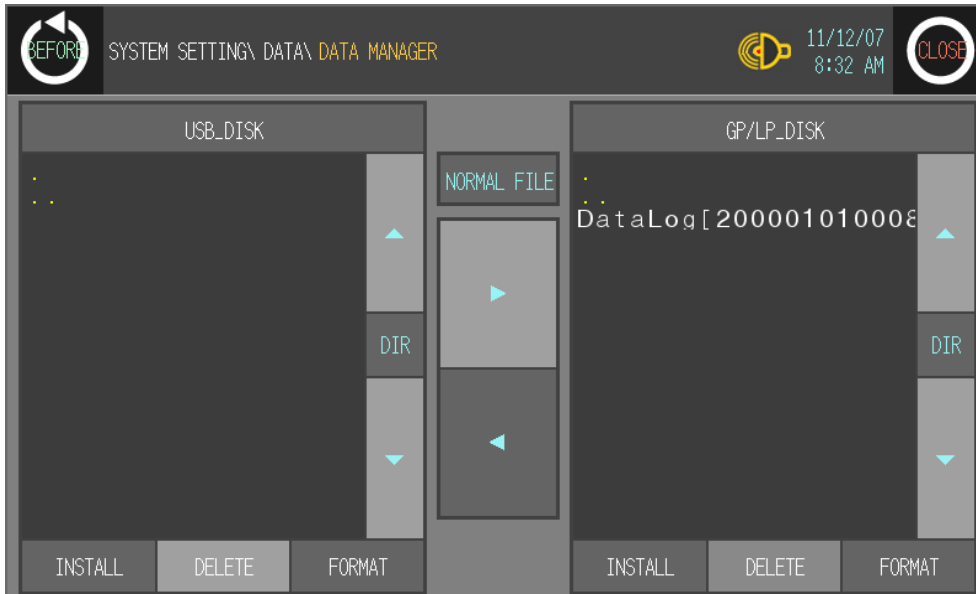 BEFORE
SYSTEM SETTING\ DATA\ DATA MANAGER
11/12/07
8:32 AM
CLOSE
USB_DISK
.
..
DIR
INSTALL DELETE FORMAT
NORMAL FILE
GP/LP_DISK
.
..
DataLog[200001010008
DIR
INSTALL DELETE FORMAT